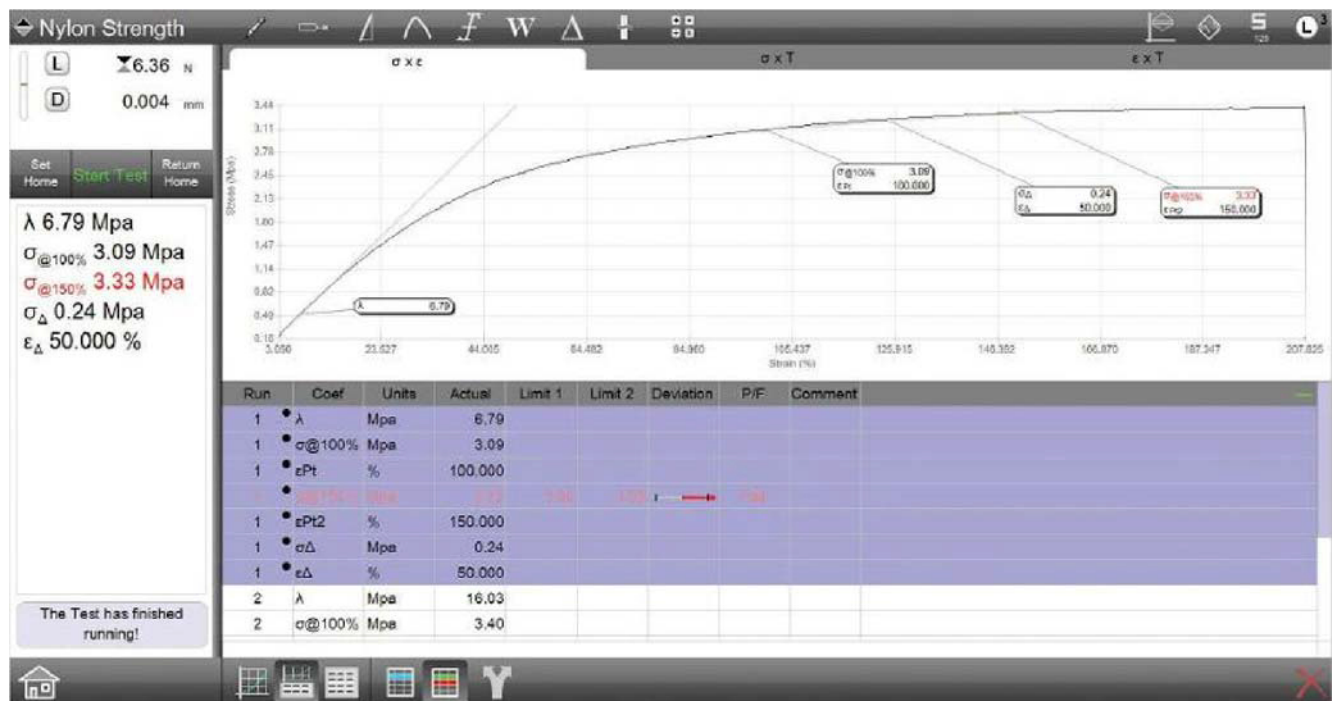 Nylon Strength
W
S
123
L
3
L 6.36 N
D 0.004 mm
Set Home
Start Test
Return Home
λ 6.79 Mpa
σ@100% 3.09 Mpa
σ@150% 3.33 Mpa
σΔ 0.24 Mpa
εΔ 50.000 %
The Test has finished
running!
σ x ε
σ x T
ε x T
Stress (Mpa)
3.44
3.11
2.78
2.45
2.13
1.80
1.47
1.14
0.82
0.49
σ@100% 3.09
εPt 100.000
σΔ 0.24
εΔ 50.000
σ@150% 3.33
εPt2 150.000
λ 6.79
23.527 44.005 64.482 106.437 125.915 146.392 166.870 187.347 207.825
Strain (%)
Run Coef Units Actual Limit 1 Limit 2 Deviation P/F Comment
1 λ Mpa 6.79
1 σ@100% Mpa 3.09
1 εPt % 100.000
1 εPt2 % 150.000
1 σΔ Mpa 0.24
1 εΔ % 50.000
2 λ Mpa 16.03
2 σ@100% Mpa 3.40